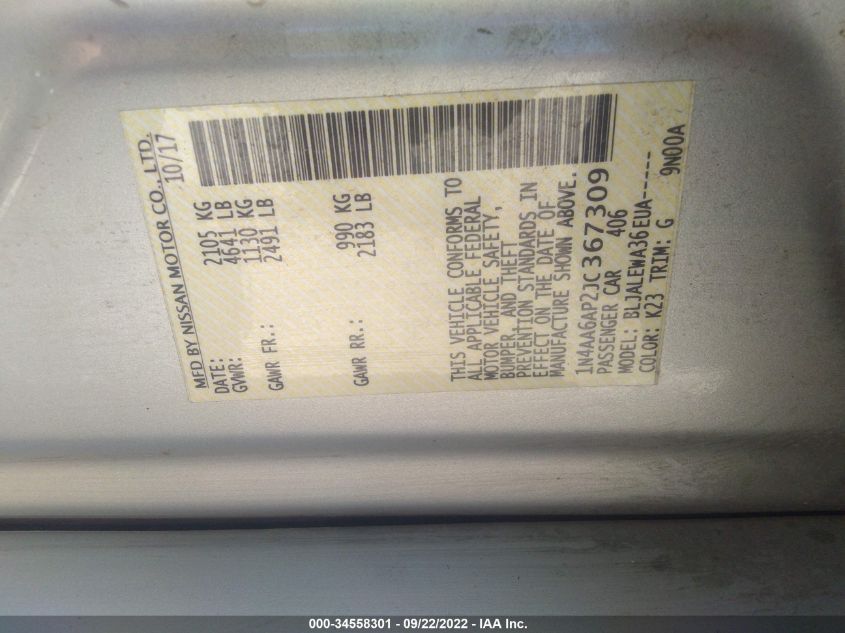 MFD BY NISSAN MOTOR CO., LTD.
DATE: 10/17
GVWR: 2105 KG
4641 LB
GAWR FR.: 1130 KG
2491 LB
GAWR RR.: 990 KG
2183 LB
THIS VEHICLE CONFORMS TO
ALL APPLICABLE FEDERAL
MOTOR VEHICLE SAFETY,
BUMPER, AND THEFT
PREVENTION STANDARDS IN
EFFECT ON THE DATE OF
MANUFACTURE SHOWN ABOVE.
1N4AA6AP2JC367309
PASSENGER CAR 406
MODEL: BLJALEWA36EUA-----
COLOR: K23 TRIM: G 9N00A
000-34558301 - 09/22/2022 - IAA Inc.